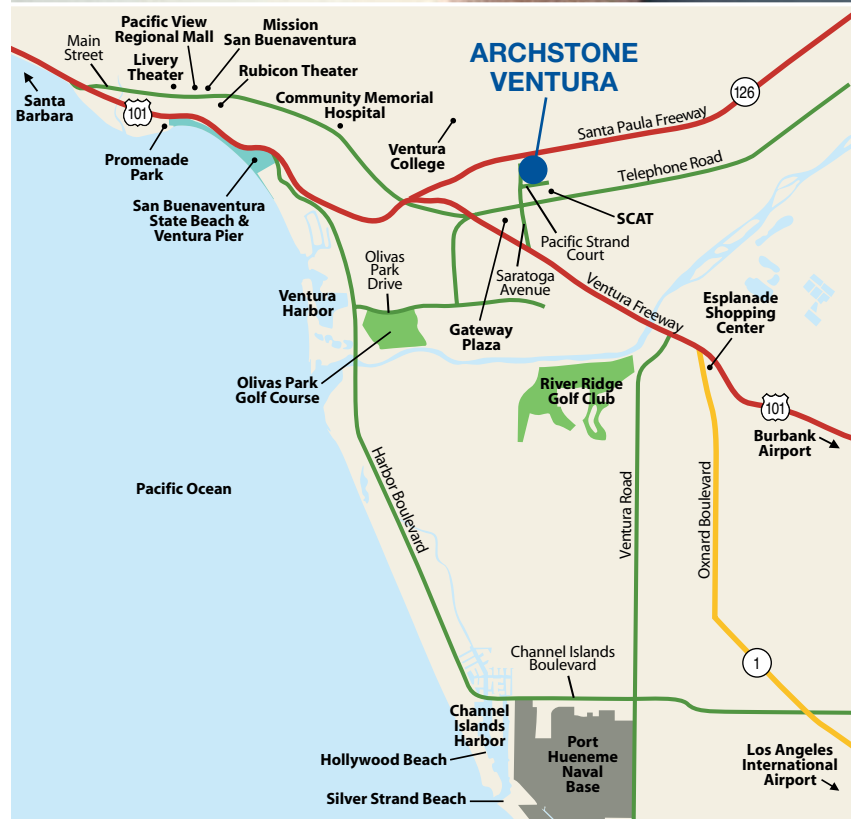 Pacific View
Regional Mall
Mission
San Buenaventura
Main
Street
Livery
Theater
Rubicon Theater
ARCHSTONE
VENTURA
126
Santa
Barbara
101
Community Memorial
Hospital
Santa Paula Freeway
Promenade
Park
Ventura
College
Telephone Road
San Buenaventura
State Beach &
Ventura Pier
SCAT
Pacific Strand
Court
Olivas
Park
Drive
Saratoga
Avenue
Ventura Freeway
Ventura
Harbor
Esplanade
Shopping
Center
Gateway
Plaza
Olivas Park
Golf Course
River Ridge
Golf Club
101
Burbank
Airport
Pacific Ocean
Harbor Boulevard
Ventura Road
Oxnard Boulevard
Channel Islands
Boulevard
1
Channel
Islands
Harbor
Port
Hueneme
Naval
Base
Hollywood Beach
Los Angeles
International
Airport
Silver Strand Beach